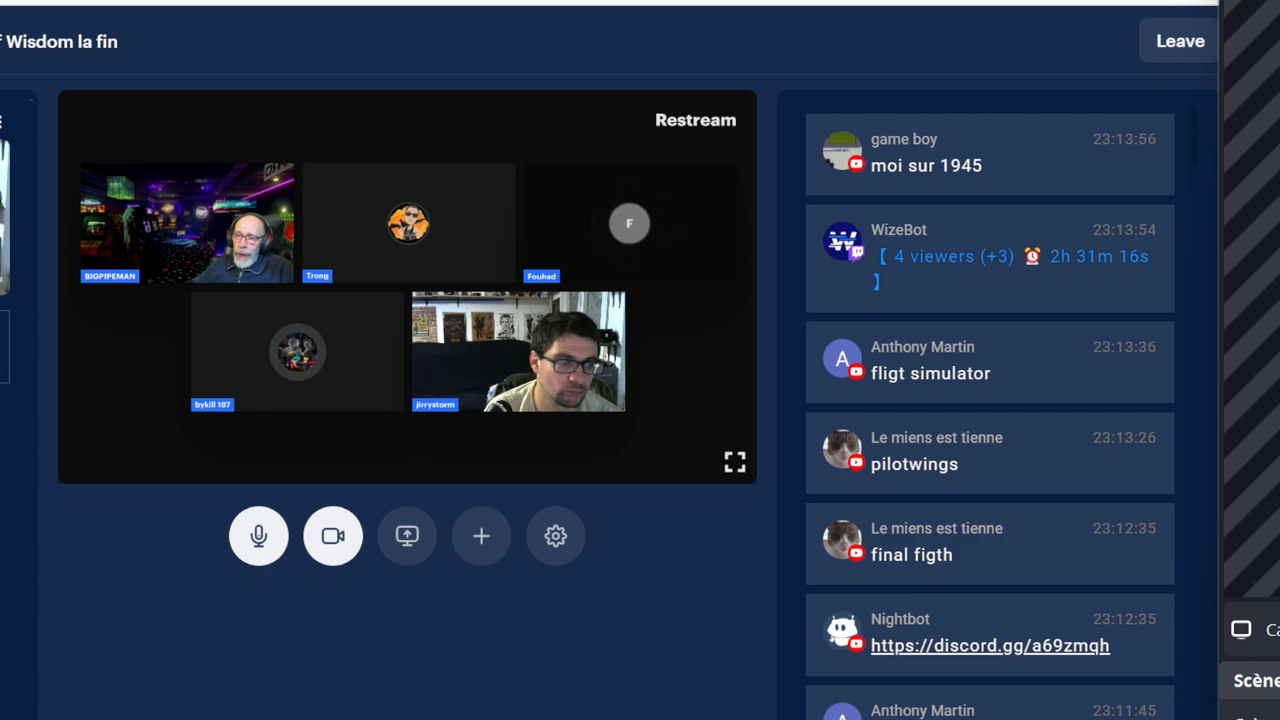 Wisdom la fin
Leave
Restream
BIGPIPEMAN
Trong
F
Fouhad
bykill 187
jirrystorm
game boy 23:13:56
moi sur 1945
WizeBot 23:13:54
【 4 viewers (+3) ⏰ 2h 31m 16s
】
A
Anthony Martin 23:13:36
fligt simulator
Le miens est tienne 23:13:26
pilotwings
Le miens est tienne 23:12:35
final figth
Nightbot 23:12:35
https://discord.gg/a69zmqh
Anthony Martin 23:11:45